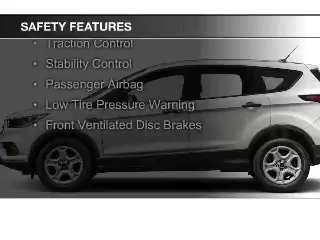 SAFETY FEATURES
• Traction Control
• Stability Control
• Passenger Airbag
• Low Tire Pressure Warning
• Front Ventilated Disc Brakes